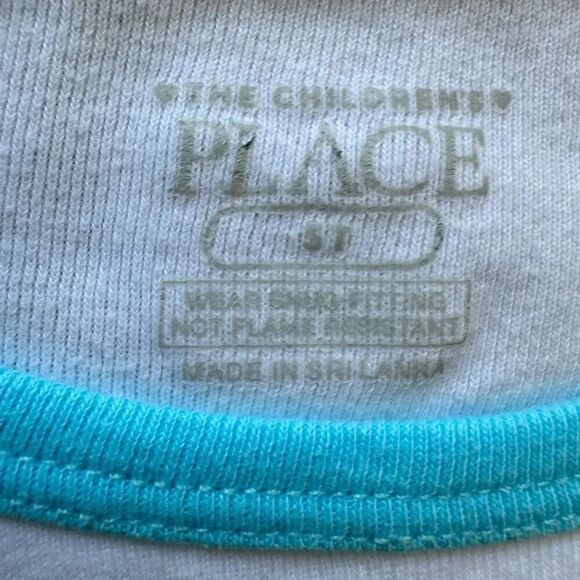 ♥THE CHILDREN'S♥
PLACE
5T
WEAR SNUG-FITTING
NOT FLAME RESISTANT
MADE IN SRI LANKA